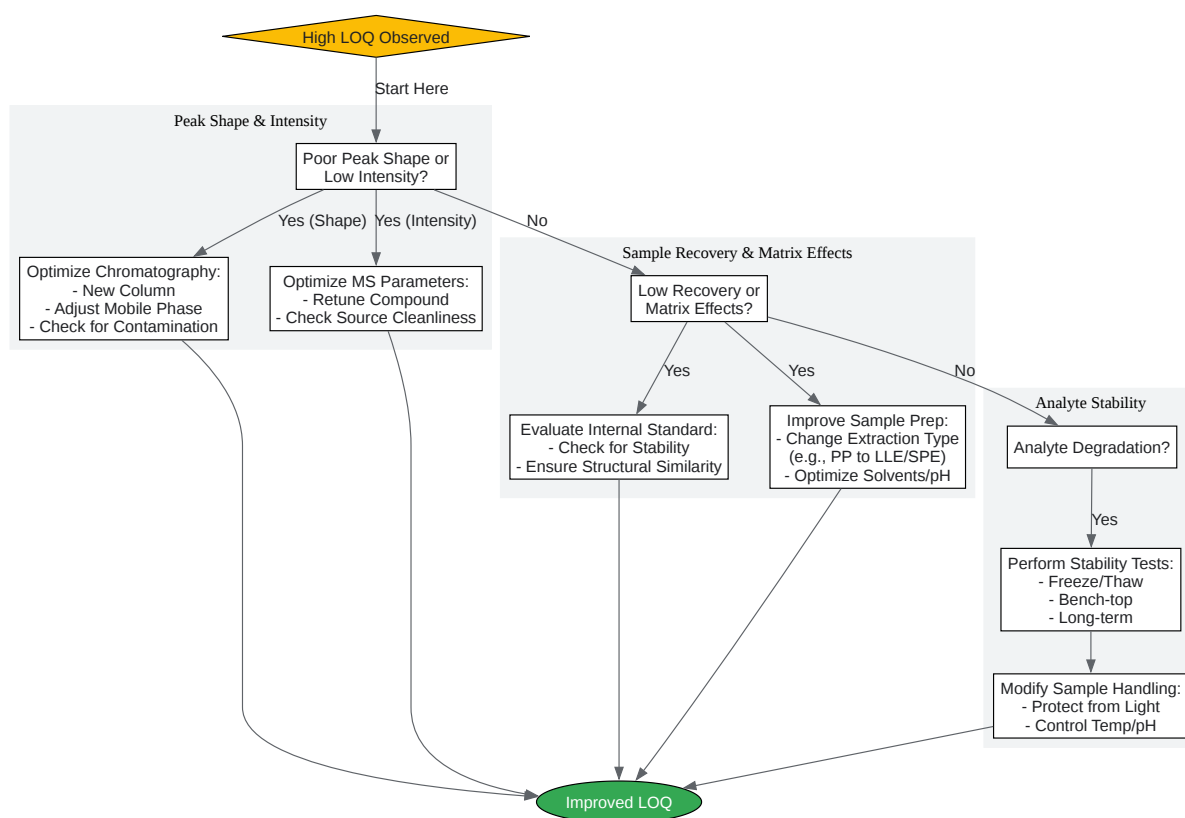 High LOQ Observed
Start Here
Peak Shape & Intensity
Poor Peak Shape or
Low Intensity?
Yes (Shape)
Yes (Intensity)
No
Optimize Chromatography:
- New Column
- Adjust Mobile Phase
- Check for Contamination
Optimize MS Parameters:
- Retune Compound
- Check Source Cleanliness
Sample Recovery & Matrix Effects
Low Recovery or
Matrix Effects?
Yes
Yes
No
Evaluate Internal Standard:
- Check for Stability
- Ensure Structural Similarity
Improve Sample Prep:
- Change Extraction Type
(e.g., PP to LLE/SPE)
- Optimize Solvents/pH
Analyte Stability
Analyte Degradation?
Yes
Perform Stability Tests:
- Freeze/Thaw
- Bench-top
- Long-term
Modify Sample Handling:
- Protect from Light
- Control Temp/pH
Improved LOQ